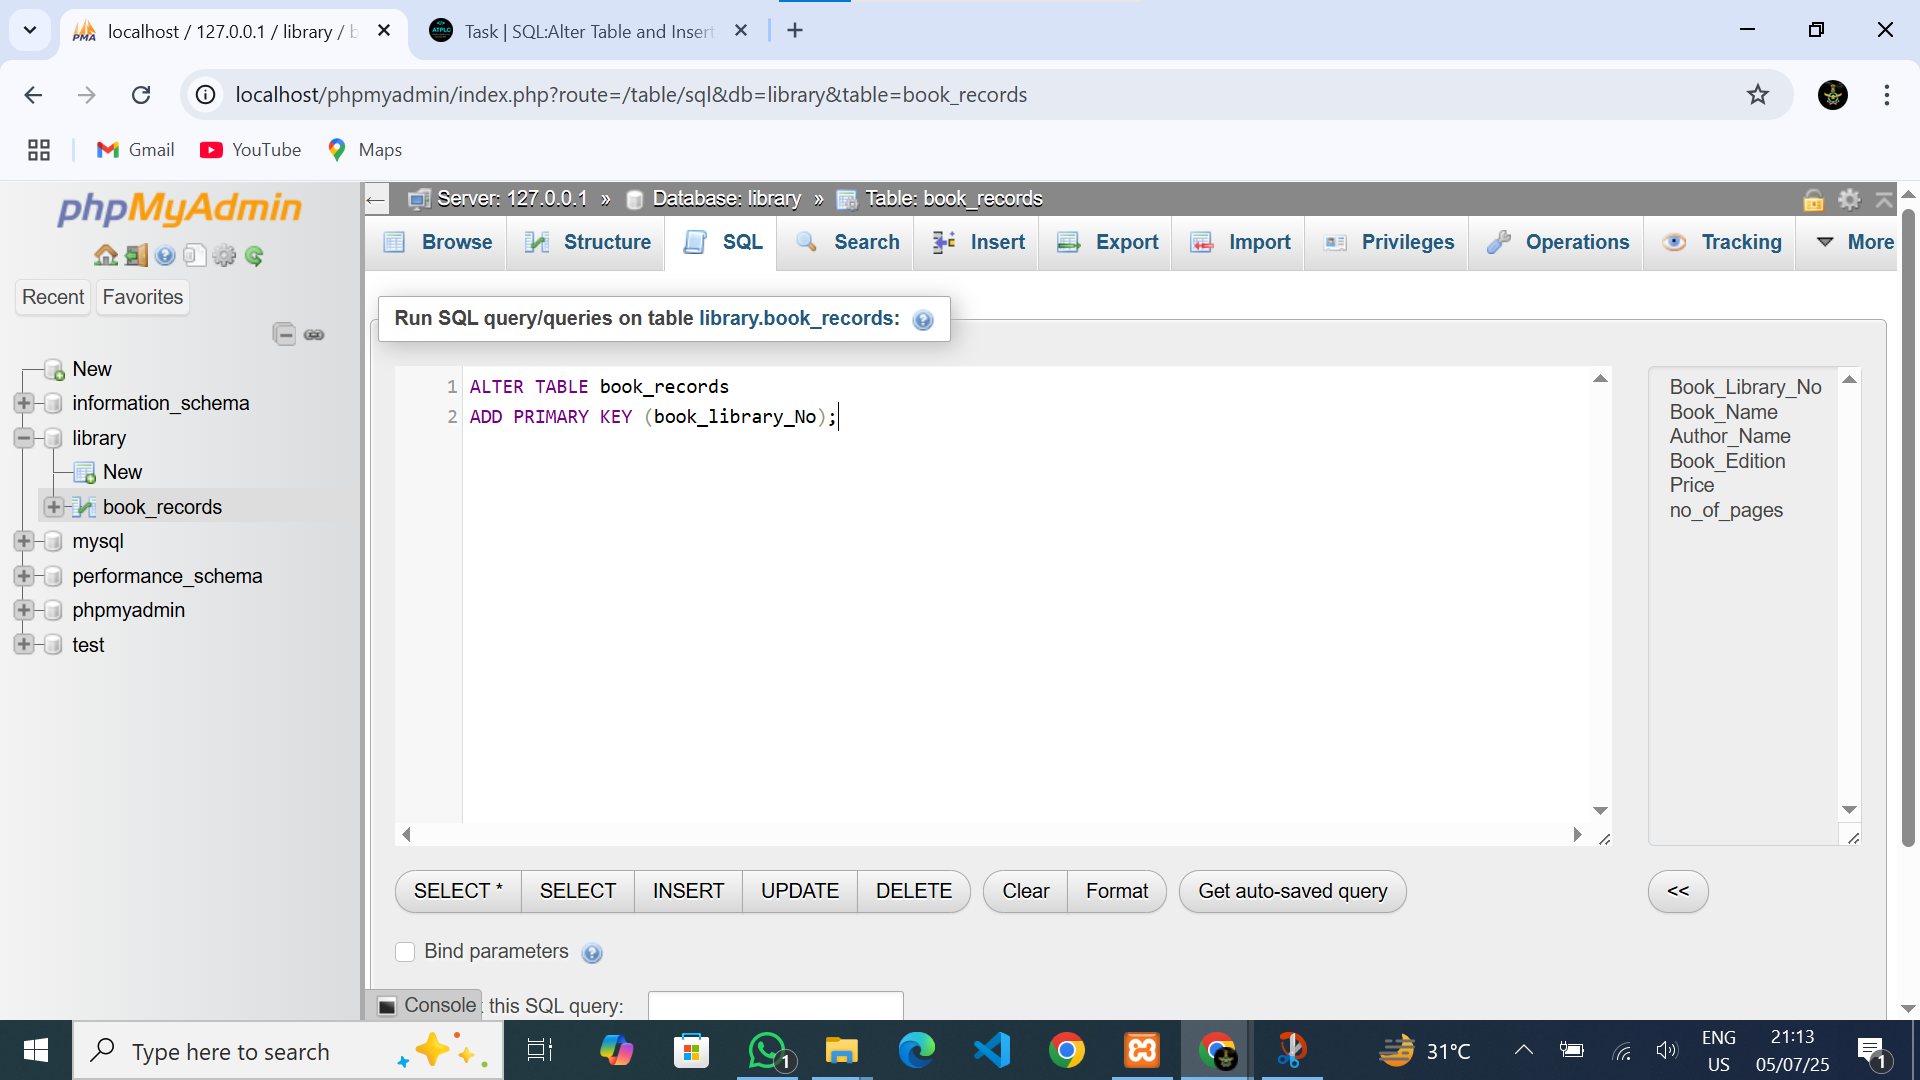 localhost / 127.0.0.1 / library / b
Task | SQL:Alter Table and Insert
localhost/phpmyadmin/index.php?route=/table/sql&db=library&table=book_records
Gmail
YouTube
Maps
phpMyAdmin
Recent
Favorites
New
information_schema
library
New
book_records
mysql
performance_schema
phpmyadmin
test
Server: 127.0.0.1 » Database: library » Table: book_records
Browse
Structure
SQL
Search
Insert
Export
Import
Privileges
Operations
Tracking
More
Run SQL query/queries on table library.book_records:
1 ALTER TABLE book_records
2 ADD PRIMARY KEY (book_library_No);
Book_Library_No
Book_Name
Author_Name
Book_Edition
Price
no_of_pages
SELECT *
SELECT
INSERT
UPDATE
DELETE
Clear
Format
Get auto-saved query
<<
Bind parameters
Console
this SQL query:
Type here to search
1
31°C
ENG
US
21:13
05/07/25
1